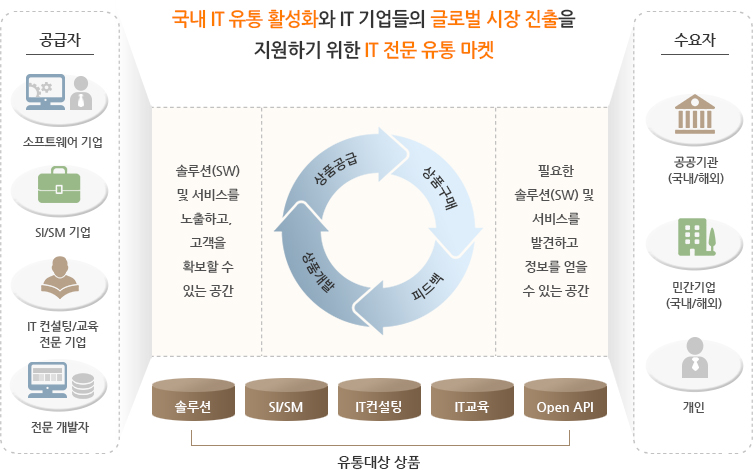 국내 IT 유통 활성화와 IT 기업들의 글로벌 시장 진출을
지원하기 위한 IT 전문 유통 마켓
공급자
소프트웨어 기업
SI/SM 기업
IT 컨설팅/교육
전문 기업
전문 개발자
솔루션(SW)
및 서비스를
노출하고,
고객을
확보할 수
있는 공간
상품공급
상품구매
피드백
상품개발
필요한
솔루션(SW) 및
서비스를
발견하고
정보를 얻을
수 있는 공간
수요자
공공기관
(국내/해외)
민간기업
(국내/해외)
개인
솔루션
SI/SM
IT컨설팅
IT교육
Open API
유통대상 상품